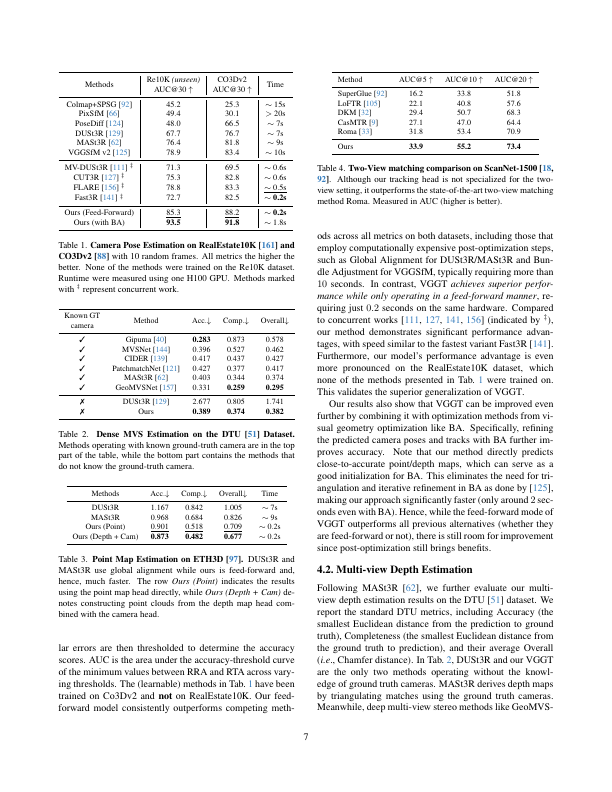 Methods Re10K (unseen) AUC@30 ↑ CO3Dv2 AUC@30 ↑ Time
Colmap+SPSG [92] 45.2 25.3 ∼ 15s
PixSfM [66] 49.4 30.1 > 20s
PoseDiff [124] 48.0 66.5 ∼ 7s
DUSt3R [129] 67.7 76.7 ∼ 7s
MASt3R [62] 76.4 81.8 ∼ 9s
VGGSfM v2 [125] 78.9 83.4 ∼ 10s
MV-DUSt3R [111] ‡ 71.3 69.5 ∼ 0.6s
CUT3R [127] ‡ 75.3 82.8 ∼ 0.6s
FLARE [156] ‡ 78.8 83.3 ∼ 0.5s
Fast3R [141] ‡ 72.7 82.5 ∼ 0.2s
Ours (Feed-Forward) 85.3 88.2 ∼ 0.2s
Ours (with BA) 93.5 91.8 ∼ 1.8s
Table 1. Camera Pose Estimation on RealEstate10K [161] and
CO3Dv2 [88] with 10 random frames. All metrics the higher the
better. None of the methods were trained on the Re10K dataset.
Runtime were measured using one H100 GPU. Methods marked
with ‡ represent concurrent work.
Known GT camera Method Acc.↓ Comp.↓ Overall↓
✓ Gipuma [40] 0.283 0.873 0.578
✓ MVSNet [144] 0.396 0.527 0.462
✓ CIDER [139] 0.417 0.437 0.427
✓ PatchmatchNet [121] 0.427 0.377 0.417
✓ MASt3R [62] 0.403 0.344 0.374
✓ GeoMVSNet [157] 0.331 0.259 0.295
✗ DUSt3R [129] 2.677 0.805 1.741
✗ Ours 0.389 0.374 0.382
Table 2. Dense MVS Estimation on the DTU [51] Dataset.
Methods operating with known ground-truth camera are in the top
part of the table, while the bottom part contains the methods that
do not know the ground-truth camera.
Methods Acc.↓ Comp.↓ Overall↓ Time
DUSt3R 1.167 0.842 1.005 ∼ 7s
MASt3R 0.968 0.684 0.826 ∼ 9s
Ours (Point) 0.901 0.518 0.709 ∼ 0.2s
Ours (Depth + Cam) 0.873 0.482 0.677 ∼ 0.2s
Table 3. Point Map Estimation on ETH3D [97]. DUSt3R and
MASt3R use global alignment while ours is feed-forward and,
hence, much faster. The row Ours (Point) indicates the results
using the point map head directly, while Ours (Depth + Cam) de-
notes constructing point clouds from the depth map head com-
bined with the camera head.
lar errors are then thresholded to determine the accuracy
scores. AUC is the area under the accuracy-threshold curve
of the minimum values between RRA and RTA across vary-
ing thresholds. The (learnable) methods in Tab. 1 have been
trained on Co3Dv2 and not on RealEstate10K. Our feed-
forward model consistently outperforms competing meth-
Method AUC@5 ↑ AUC@10 ↑ AUC@20 ↑
SuperGlue [92] 16.2 33.8 51.8
LoFTR [105] 22.1 40.8 57.6
DKM [32] 29.4 50.7 68.3
CasMTR [9] 27.1 47.0 64.4
Roma [33] 31.8 53.4 70.9
Ours 33.9 55.2 73.4
Table 4. Two-View matching comparison on ScanNet-1500 [18,
92]. Although our tracking head is not specialized for the two-
view setting, it outperforms the state-of-the-art two-view matching
method Roma. Measured in AUC (higher is better).
ods across all metrics on both datasets, including those that
employ computationally expensive post-optimization steps,
such as Global Alignment for DUSt3R/MASt3R and Bun-
dle Adjustment for VGGSfM, typically requiring more than
10 seconds. In contrast, VGGT achieves superior perfor-
mance while only operating in a feed-forward manner, re-
quiring just 0.2 seconds on the same hardware. Compared
to concurrent works [111, 127, 141, 156] (indicated by ‡),
our method demonstrates significant performance advan-
tages, with speed similar to the fastest variant Fast3R [141].
Furthermore, our model's performance advantage is even
more pronounced on the RealEstate10K dataset, which
none of the methods presented in Tab. 1 were trained on.
This validates the superior generalization of VGGT.
Our results also show that VGGT can be improved even
further by combining it with optimization methods from vi-
sual geometry optimization like BA. Specifically, refining
the predicted camera poses and tracks with BA further im-
proves accuracy. Note that our method directly predicts
close-to-accurate point/depth maps, which can serve as a
good initialization for BA. This eliminates the need for tri-
angulation and iterative refinement in BA as done by [125],
making our approach significantly faster (only around 2 sec-
onds even with BA). Hence, while the feed-forward mode of
VGGT outperforms all previous alternatives (whether they
are feed-forward or not), there is still room for improvement
since post-optimization still brings benefits.
4.2. Multi-view Depth Estimation
Following MASt3R [62], we further evaluate our multi-
view depth estimation results on the DTU [51] dataset. We
report the standard DTU metrics, including Accuracy (the
smallest Euclidean distance from the prediction to ground
truth), Completeness (the smallest Euclidean distance from
the ground truth to prediction), and their average Overall
(i.e., Chamfer distance). In Tab. 2, DUSt3R and our VGGT
are the only two methods operating without the knowl-
edge of ground truth cameras. MASt3R derives depth maps
by triangulating matches using the ground truth cameras.
Meanwhile, deep multi-view stereo methods like GeoMVS-
7